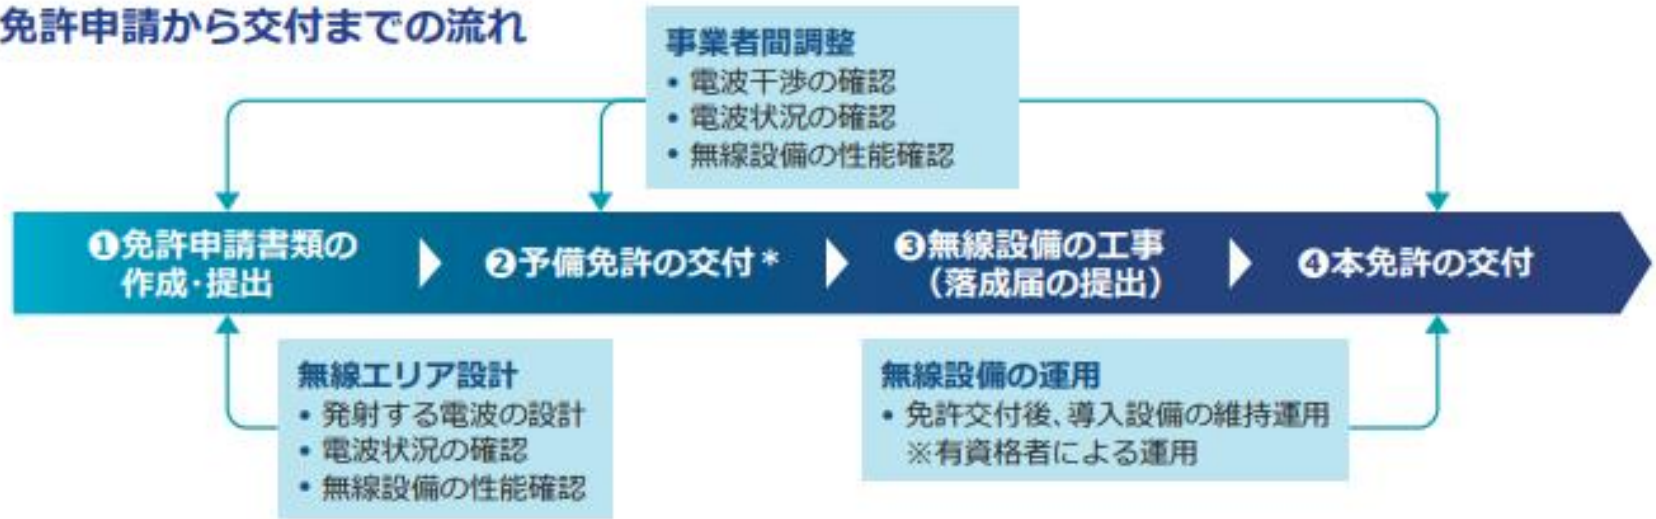 免許申請から交付までの流れ
事業者間調整
• 電波干渉の確認
• 電波状況の確認
• 無線設備の性能確認
❶免許申請書類の
作成･提出
❷予備免許の交付*
❸無線設備の工事
（落成届の提出）
❹本免許の交付
無線エリア設計
• 発射する電波の設計
• 電波状況の確認
• 無線設備の性能確認
無線設備の運用
• 免許交付後、導入設備の維持運用
※有資格者による運用